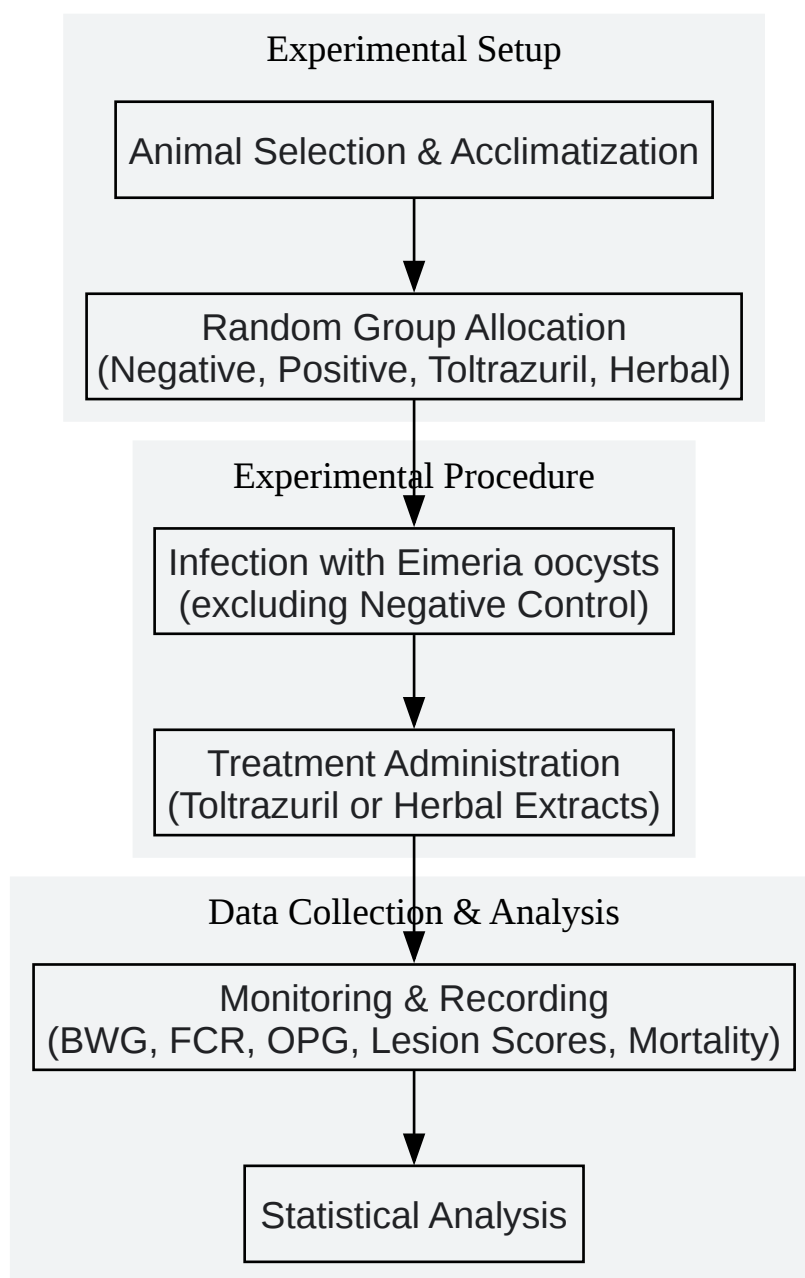 Experimental Setup
Animal Selection & Acclimatization
Random Group Allocation
(Negative, Positive, Toltrazuril, Herbal)
Experimental Procedure
Infection with Eimeria oocysts
(excluding Negative Control)
Treatment Administration
(Toltrazuril or Herbal Extracts)
Data Collection & Analysis
Monitoring & Recording
(BWG, FCR, OPG, Lesion Scores, Mortality)
Statistical Analysis